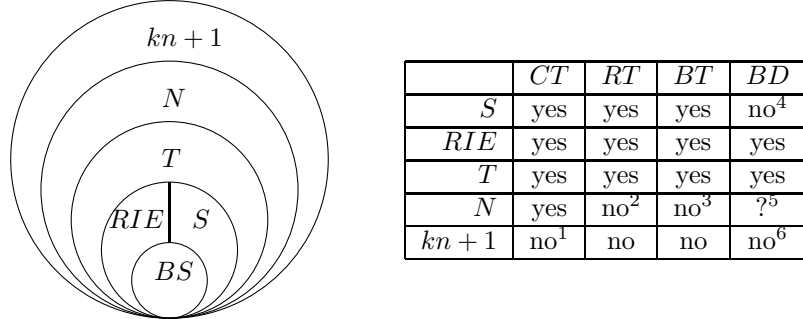 kn + 1
N
T
RIE S
BS
CT RT BT BD
S yes yes yes no⁴
RIE yes yes yes yes
T yes yes yes yes
N yes no² no³ ?⁵
kn + 1 no¹ no no no⁶